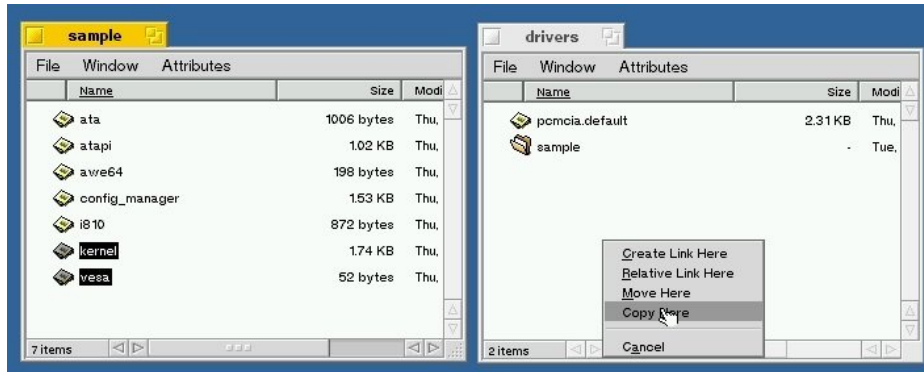 sample
File Window Attributes
Name Size Modi
ata 1006 bytes Thu,
atapi 1.02 KB Thu,
awe64 198 bytes Thu,
config_manager 1.53 KB Thu,
i810 872 bytes Thu,
kernel 1.74 KB Thu,
vesa 52 bytes Thu,
7 items
drivers
File Window Attributes
Name Size Modi
pcmcia.default 2.31 KB Thu,
sample - Tue,
Create Link Here
Relative Link Here
Move Here
Copy Here
Cancel
2 items